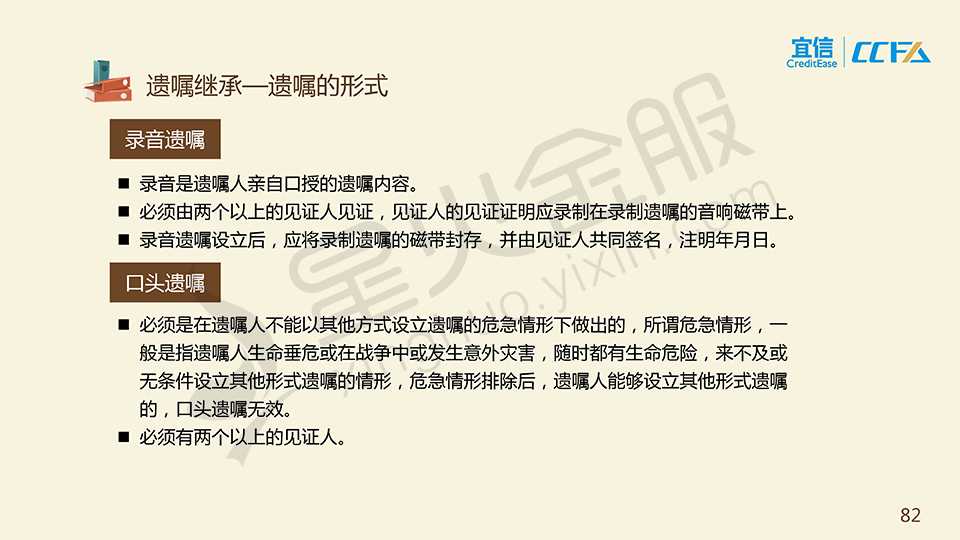 宜信
CreditEase
CCFA
遗嘱继承—遗嘱的形式
录音遗嘱
■ 录音是遗嘱人亲自口授的遗嘱内容。
■ 必须由两个以上的见证人见证，见证人的见证证明应录制在录制遗嘱的音响磁带上。
■ 录音遗嘱设立后，应将录制遗嘱的磁带封存，并由见证人共同签名，注明年月日。
口头遗嘱
■ 必须是在遗嘱人不能以其他方式设立遗嘱的危急情形下做出的，所谓危急情形，一
般是指遗嘱人生命垂危或在战争中或发生意外灾害，随时都有生命危险，来不及或
无条件设立其他形式遗嘱的情形，危急情形排除后，遗嘱人能够设立其他形式遗嘱
的，口头遗嘱无效。
■ 必须有两个以上的见证人。
星火金服
xinghuo.yixin.com
82